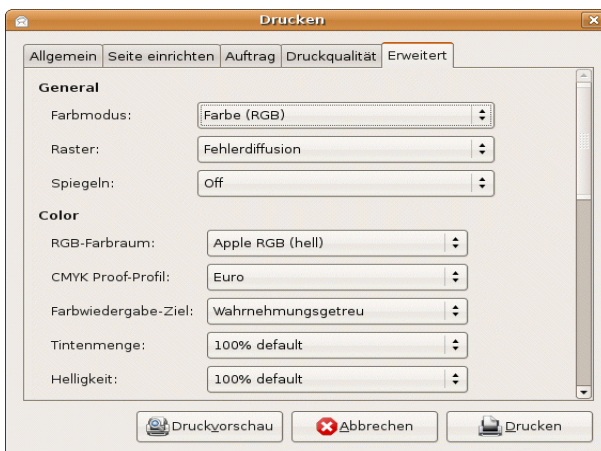 Drucken
Allgemein Seite einrichten Auftrag Druckqualität Erweitert
General
Farbmodus: Farbe (RGB)
Raster: Fehlerdiffusion
Spiegeln: Off
Color
RGB-Farbraum: Apple RGB (hell)
CMYK Proof-Profil: Euro
Farbwiedergabe-Ziel: Wahrnehmungsgetreu
Tintenmenge: 100% default
Helligkeit: 100% default
Druckvorschau Abbrechen Drucken